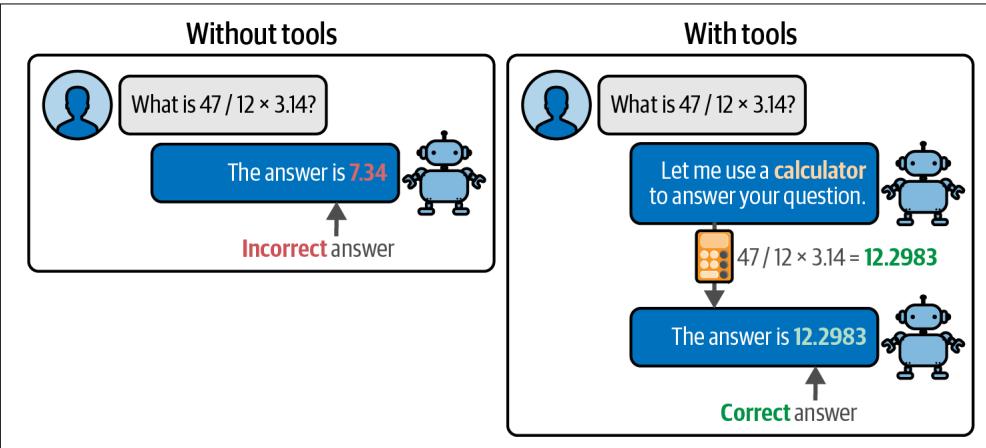 Without tools
What is 47 / 12 × 3.14?
The answer is 7.34
Incorrect answer
With tools
What is 47 / 12 × 3.14?
Let me use a calculator
to answer your question.
47 / 12 × 3.14 = 12.2983
The answer is 12.2983
Correct answer